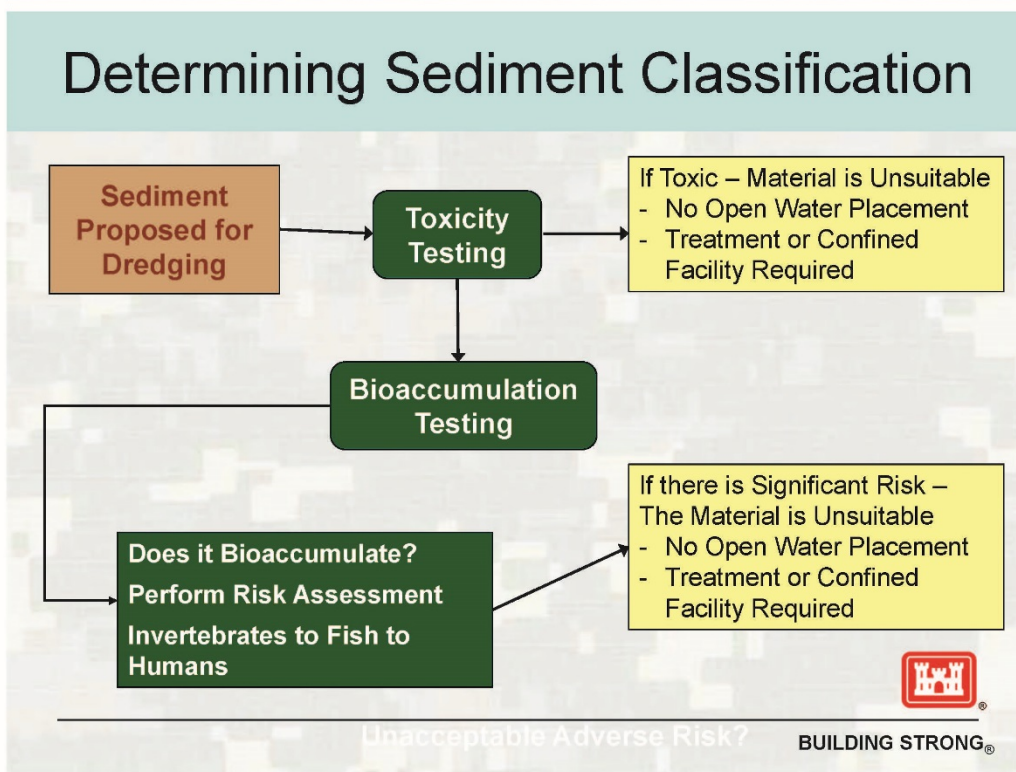 Determining Sediment Classification
Sediment
Proposed for
Dredging
Toxicity
Testing
If Toxic – Material is Unsuitable
- No Open Water Placement
- Treatment or Confined
Facility Required
Bioaccumulation
Testing
Does it Bioaccumulate?
Perform Risk Assessment
Invertebrates to Fish to
Humans
If there is Significant Risk –
The Material is Unsuitable
- No Open Water Placement
- Treatment or Confined
Facility Required
®
Unacceptable Adverse Risk?
BUILDING STRONG®